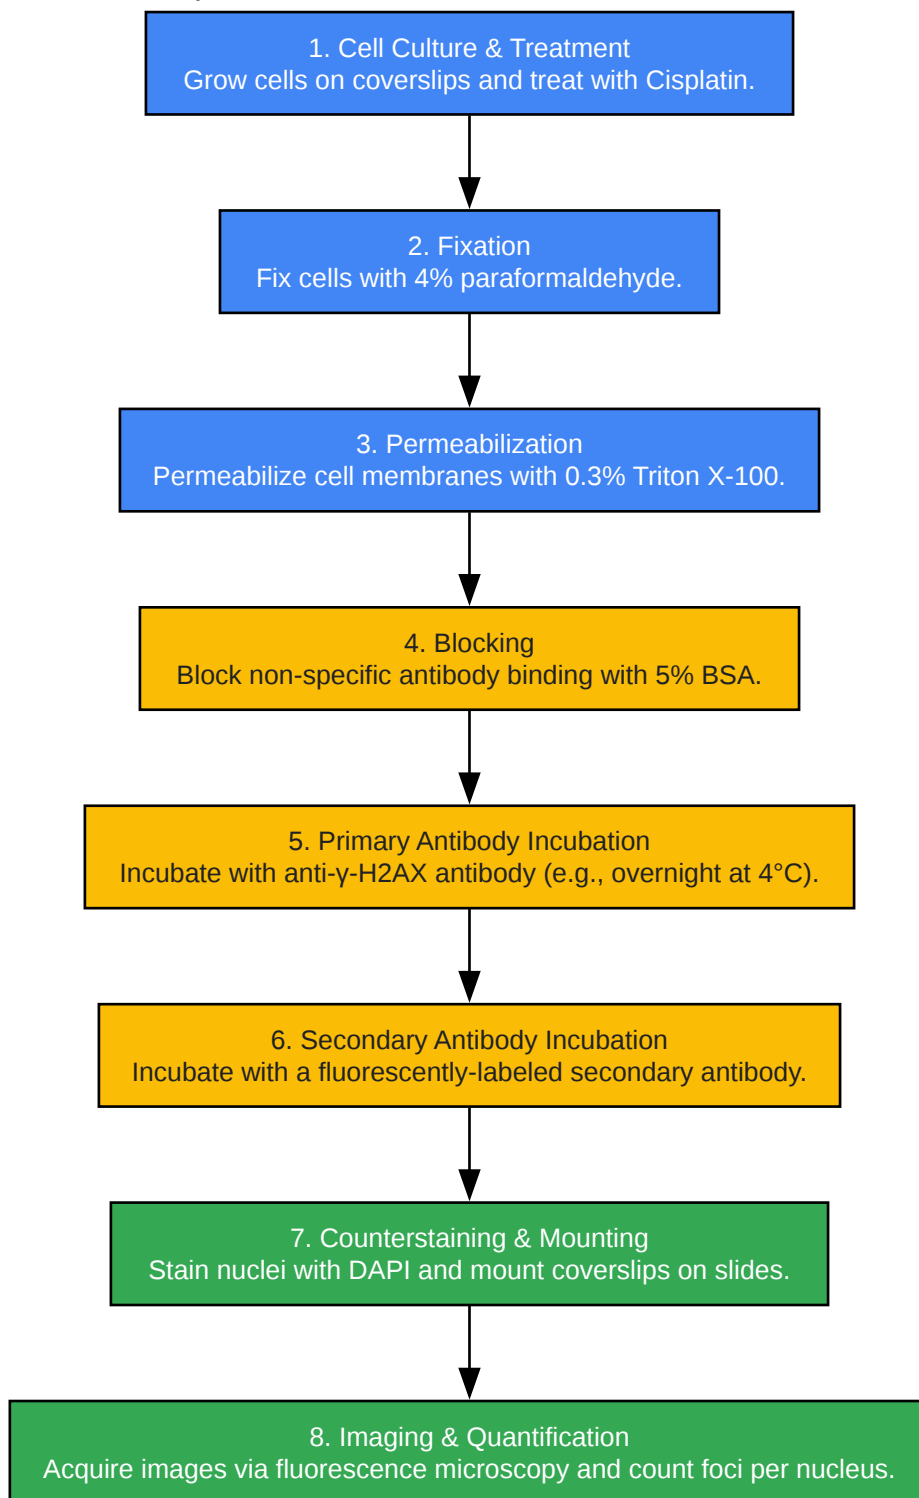 1. Cell Culture & Treatment
Grow cells on coverslips and treat with Cisplatin.
2. Fixation
Fix cells with 4% paraformaldehyde.
3. Permeabilization
Permeabilize cell membranes with 0.3% Triton X-100.
4. Blocking
Block non-specific antibody binding with 5% BSA.
5. Primary Antibody Incubation
Incubate with anti-γ-H2AX antibody (e.g., overnight at 4°C).
6. Secondary Antibody Incubation
Incubate with a fluorescently-labeled secondary antibody.
7. Counterstaining & Mounting
Stain nuclei with DAPI and mount coverslips on slides.
8. Imaging & Quantification
Acquire images via fluorescence microscopy and count foci per nucleus.